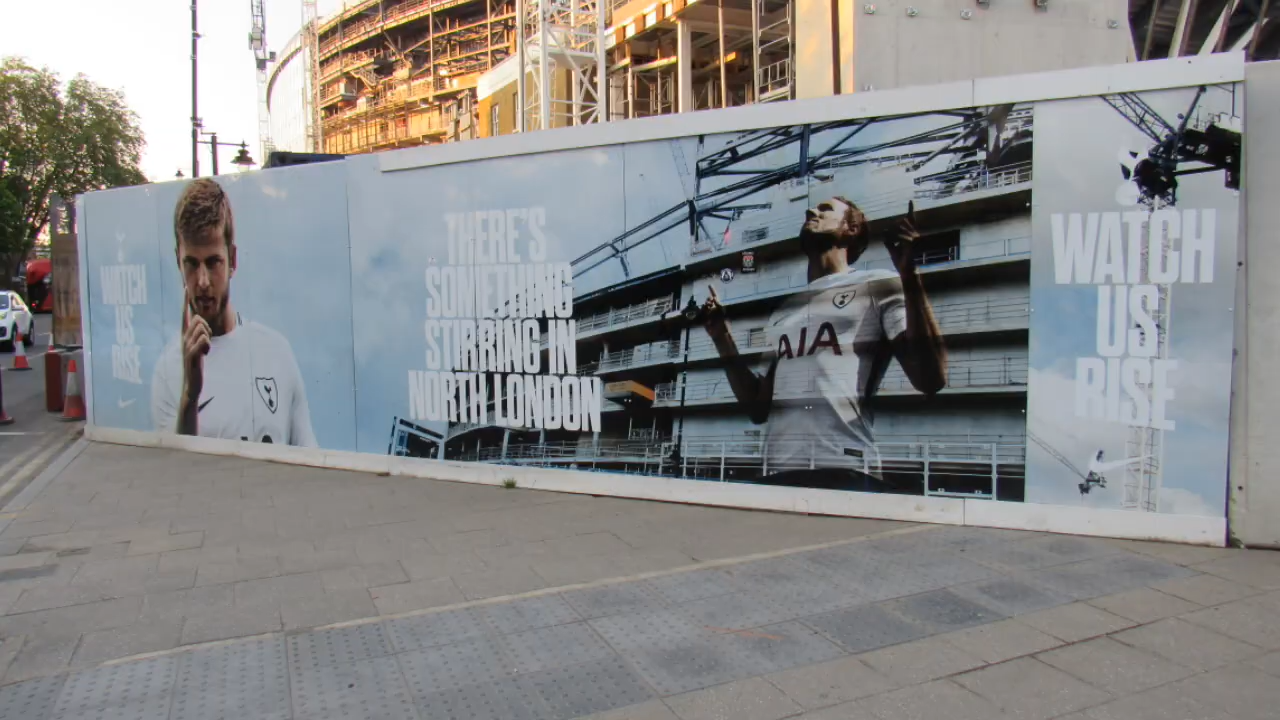 WATCH
US
RISE
THERE'S
SOMETHING
STIRRING IN
NORTH LONDON
AIA
WATCH
US
RISE